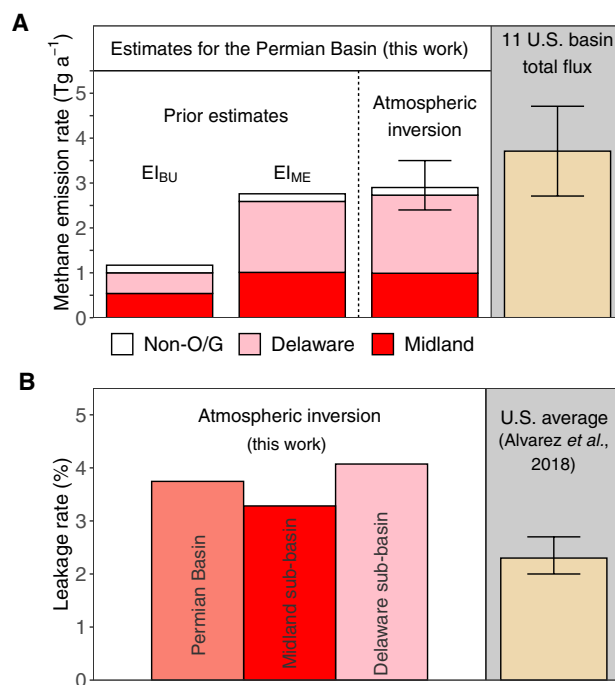 A
Estimates for the Permian Basin (this work)
11 U.S. basin
total flux
Methane emission rate (Tg a⁻¹)
5
4
3
2
1
0
Prior estimates
Atmospheric
inversion
EI_BU
EI_ME
Non-O/G
Delaware
Midland
B
Leakage rate (%)
5
4
3
2
1
0
Atmospheric inversion
(this work)
U.S. average
(Alvarez et al.,
2018)
Permian Basin
Midland sub-basin
Delaware sub-basin